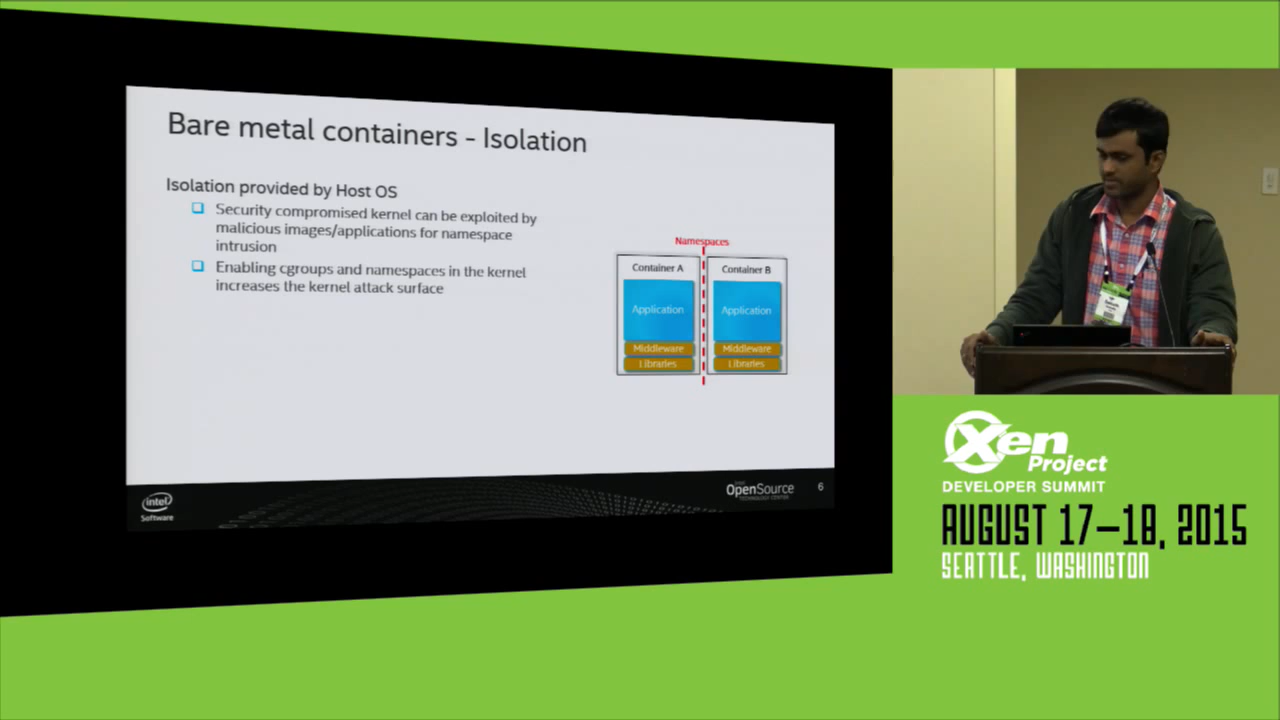 Bare metal containers - Isolation
Isolation provided by Host OS
Security compromised kernel can be exploited by
malicious images/applications for namespace
intrusion
Enabling cgroups and namespaces in the kernel
increases the kernel attack surface
Namespaces
Container A
Container B
Application
Application
Middleware
Middleware
Libraries
Libraries
intel
Software
OpenSource
TECHNOLOGY CENTER
6
Xen
Project
DEVELOPER SUMMIT
AUGUST 17–18, 2015
SEATTLE, WASHINGTON